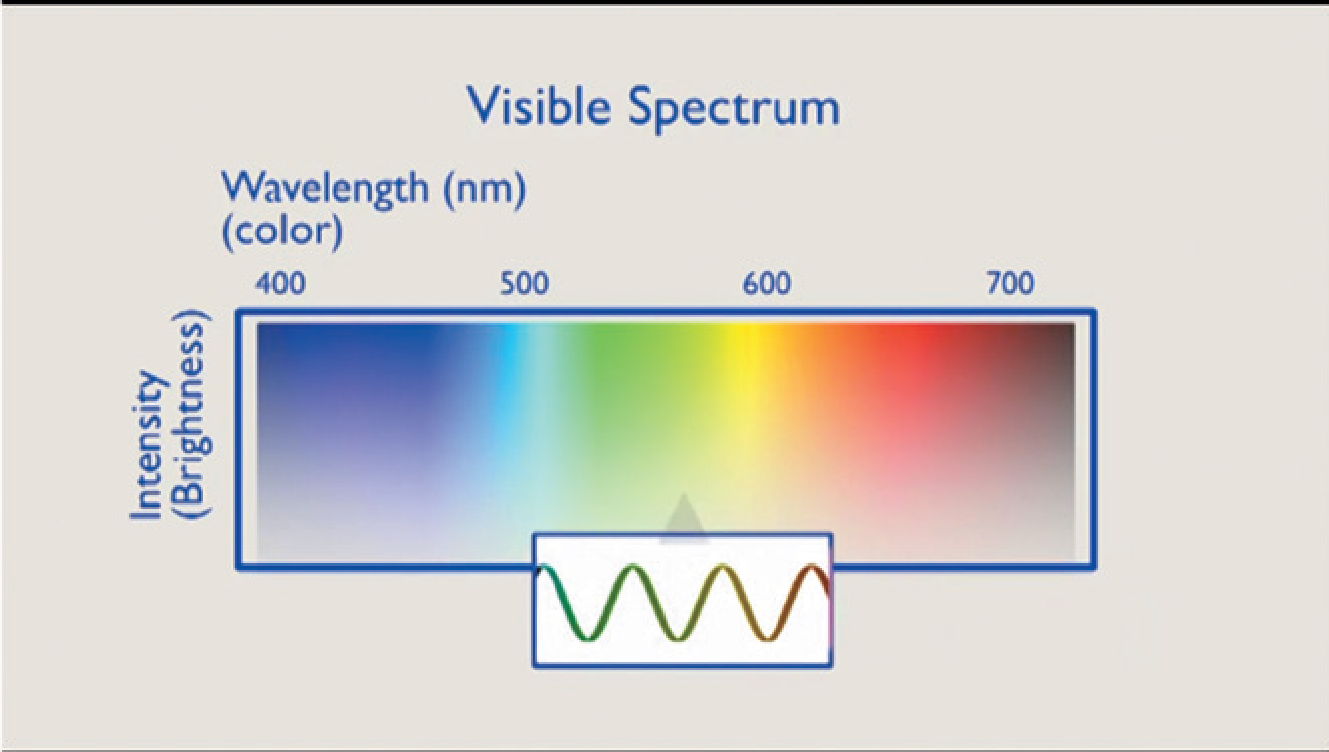 Visible Spectrum
Wavelength (nm)
(color)
400 500 600 700
Intensity
(Brightness)